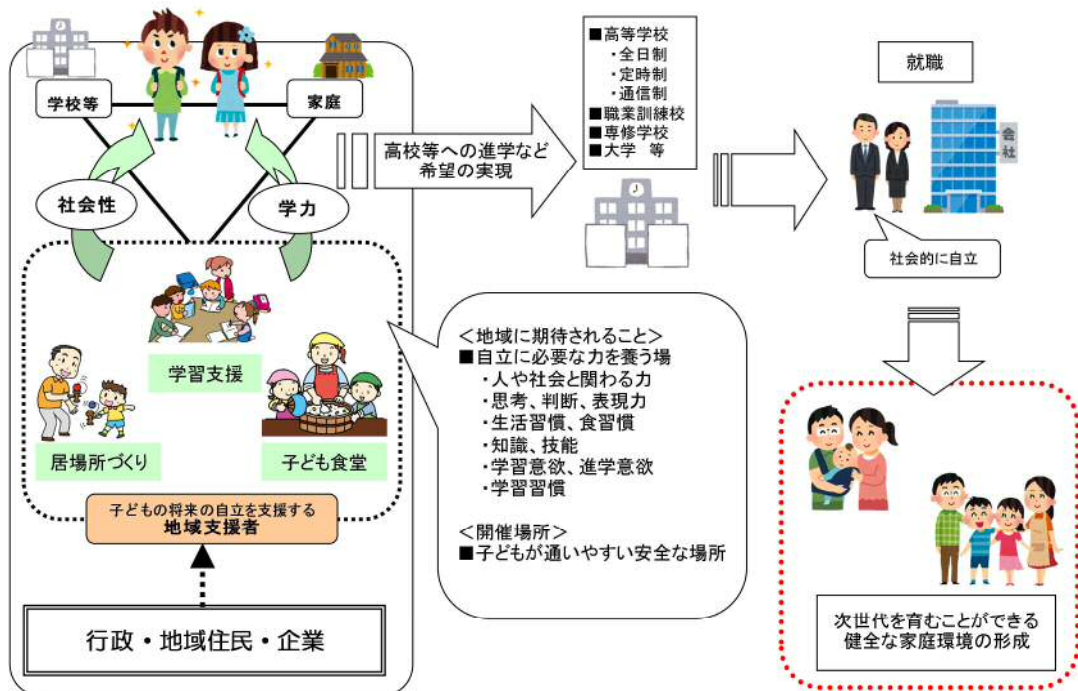 学校等
家庭
社会性
学力
学習支援
居場所づくり
子ども食堂
子どもの将来の自立を支援する
地域支援者
行政・地域住民・企業
高校等への進学など
希望の実現
■高等学校
・全日制
・定時制
・通信制
■職業訓練校
■専修学校
■大学 等
就職
会社
社会的に自立
<地域に期待されること>
■自立に必要な力を養う場
・人や社会と関わる力
・思考、判断、表現力
・生活習慣、食習慣
・知識、技能
・学習意欲、進学意欲
・学習習慣
<開催場所>
■子どもが通いやすい安全な場所
次世代を育むことができる
健全な家庭環境の形成